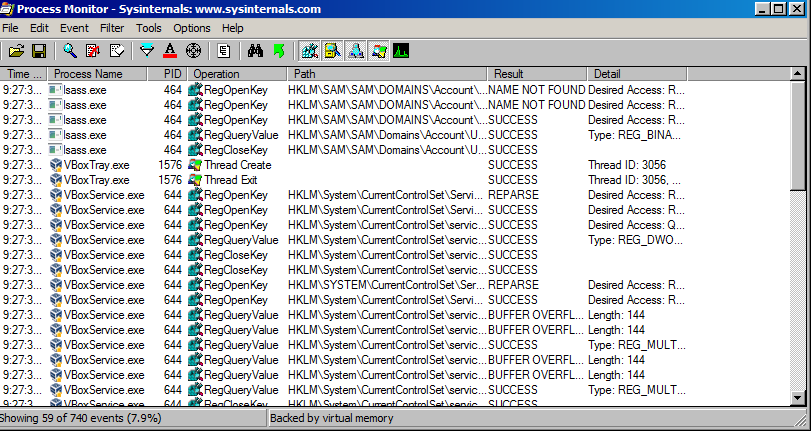 Process Monitor - Sysinternals: www.sysinternals.com
File Edit Event Filter Tools Options Help
Time ... Process Name PID Operation Path Result Detail
9:27:3... lsass.exe 464 RegOpenKey HKLM\SAM\SAM\DOMAINS\Account\... NAME NOT FOUND Desired Access: R...
9:27:3... lsass.exe 464 RegOpenKey HKLM\SAM\SAM\DOMAINS\Account\... NAME NOT FOUND Desired Access: R...
9:27:3... lsass.exe 464 RegOpenKey HKLM\SAM\SAM\DOMAINS\Account\... SUCCESS Desired Access: R...
9:27:3... lsass.exe 464 RegQueryValue HKLM\SAM\SAM\Domains\Account\U... SUCCESS Type: REG_BINA...
9:27:3... lsass.exe 464 RegCloseKey HKLM\SAM\SAM\DOMAINS\Account\U... SUCCESS
9:27:3... VBoxTray.exe 1576 Thread Create SUCCESS Thread ID: 3056
9:27:3... VBoxTray.exe 1576 Thread Exit SUCCESS Thread ID: 3056, ...
9:27:3... VBoxService.exe 644 RegOpenKey HKLM\System\CurrentControlSet\Servi... REPARSE Desired Access: R...
9:27:3... VBoxService.exe 644 RegOpenKey HKLM\System\CurrentControlSet\Servi... SUCCESS Desired Access: R...
9:27:3... VBoxService.exe 644 RegOpenKey HKLM\System\CurrentControlSet\servic... SUCCESS Desired Access: Q...
9:27:3... VBoxService.exe 644 RegQueryValue HKLM\System\CurrentControlSet\servic... SUCCESS Type: REG_DWO...
9:27:3... VBoxService.exe 644 RegCloseKey HKLM\System\CurrentControlSet\servic... SUCCESS
9:27:3... VBoxService.exe 644 RegCloseKey HKLM\System\CurrentControlSet\servic... SUCCESS
9:27:3... VBoxService.exe 644 RegOpenKey HKLM\SYSTEM\CurrentControlSet\Ser... REPARSE Desired Access: R...
9:27:3... VBoxService.exe 644 RegOpenKey HKLM\System\CurrentControlSet\Servi... SUCCESS Desired Access: R...
9:27:3... VBoxService.exe 644 RegQueryValue HKLM\System\CurrentControlSet\servic... BUFFER OVERFL... Length: 144
9:27:3... VBoxService.exe 644 RegQueryValue HKLM\System\CurrentControlSet\servic... BUFFER OVERFL... Length: 144
9:27:3... VBoxService.exe 644 RegQueryValue HKLM\System\CurrentControlSet\servic... SUCCESS Type: REG_MULT...
9:27:3... VBoxService.exe 644 RegQueryValue HKLM\System\CurrentControlSet\servic... BUFFER OVERFL... Length: 144
9:27:3... VBoxService.exe 644 RegQueryValue HKLM\System\CurrentControlSet\servic... BUFFER OVERFL... Length: 144
9:27:3... VBoxService.exe 644 RegQueryValue HKLM\System\CurrentControlSet\servic... SUCCESS Type: REG_MULT...
9:27:3... VBoxService.exe 644 RegCloseKey HKLM\System\CurrentControlSet\servic... SUCCESS
Showing 59 of 740 events (7.9%) Backed by virtual memory